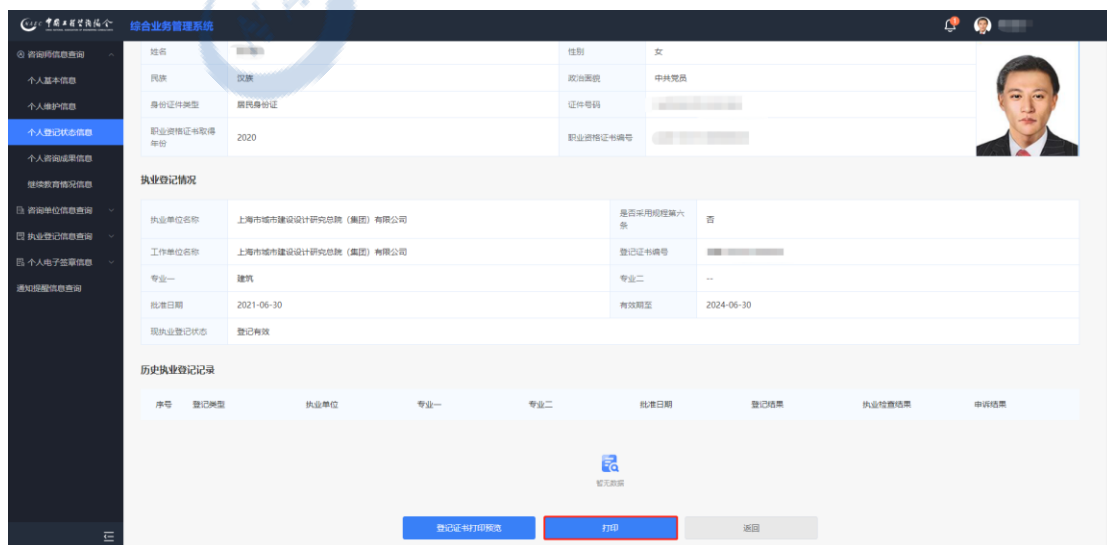 中国工程咨询协会 综合业务管理系统
咨询师信息查询
个人基本信息
个人维护信息
个人登记状态信息
个人咨询成果信息
继续教育情况信息
咨询单位信息查询
执业登记信息查询
个人电子签章信息
通知提醒信息查询
姓名 性别 女
民族 汉族 政治面貌 中共党员
身份证件类型 居民身份证 证件号码
职业资格证书取得年份 2020 职业资格证书编号
执业登记情况
执业单位名称 上海市城市建设设计研究总院（集团）有限公司 是否采用规程第六条 否
工作单位名称 上海市城市建设设计研究总院（集团）有限公司 登记证书编号
专业一 建筑 专业二 --
批准日期 2021-06-30 有效期至 2024-06-30
现执业登记状态 登记有效
历史执业登记记录
序号 登记类型 执业单位 专业一 专业二 批准日期 登记结果 执业检查结果 申诉结果
暂无数据
登记证书打印预览 打印 返回